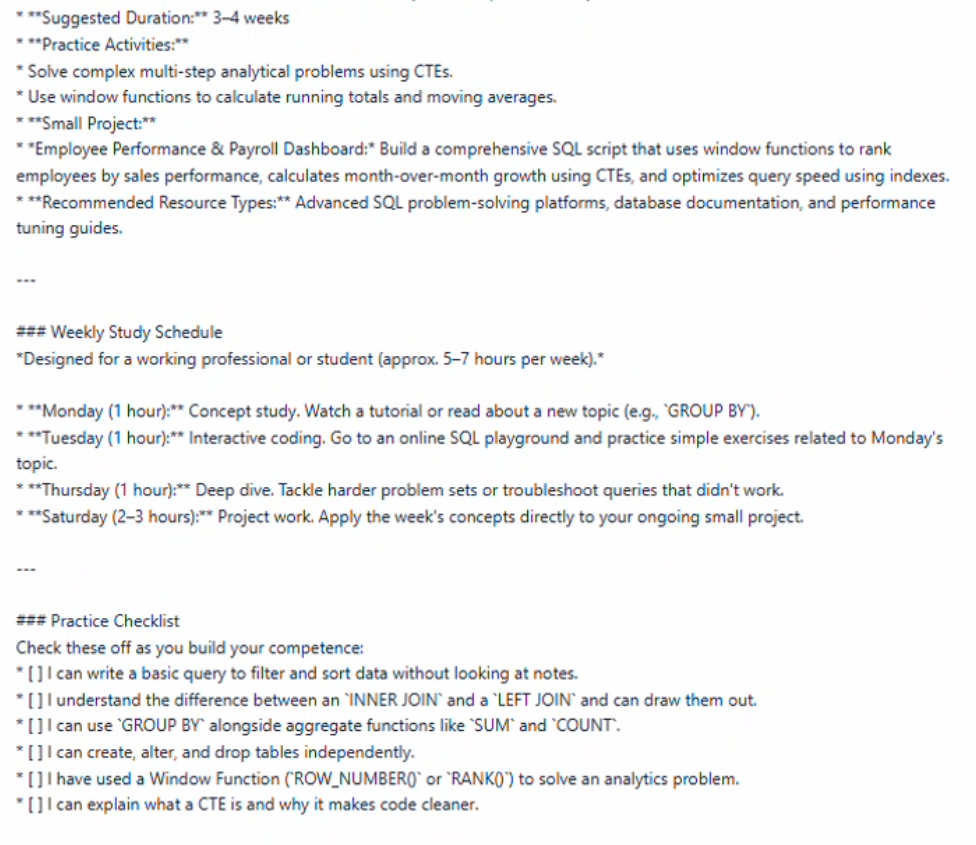 * **Suggested Duration:** 3–4 weeks
* **Practice Activities:**
* Solve complex multi-step analytical problems using CTEs.
* Use window functions to calculate running totals and moving averages.
* **Small Project:**
* *Employee Performance & Payroll Dashboard:* Build a comprehensive SQL script that uses window functions to rank
employees by sales performance, calculates month-over-month growth using CTEs, and optimizes query speed using indexes.
* **Recommended Resource Types:** Advanced SQL problem-solving platforms, database documentation, and performance
tuning guides.
---
### Weekly Study Schedule
*Designed for a working professional or student (approx. 5–7 hours per week).*
* **Monday (1 hour):** Concept study. Watch a tutorial or read about a new topic (e.g., `GROUP BY`).
* **Tuesday (1 hour):** Interactive coding. Go to an online SQL playground and practice simple exercises related to Monday's
topic.
* **Thursday (1 hour):** Deep dive. Tackle harder problem sets or troubleshoot queries that didn't work.
* **Saturday (2–3 hours):** Project work. Apply the week's concepts directly to your ongoing small project.
---
### Practice Checklist
Check these off as you build your competence:
* [ ] I can write a basic query to filter and sort data without looking at notes.
* [ ] I understand the difference between an `INNER JOIN` and a `LEFT JOIN` and can draw them out.
* [ ] I can use `GROUP BY` alongside aggregate functions like `SUM` and `COUNT`.
* [ ] I can create, alter, and drop tables independently.
* [ ] I have used a Window Function (`ROW_NUMBER()` or `RANK()`) to solve an analytics problem.
* [ ] I can explain what a CTE is and why it makes code cleaner.